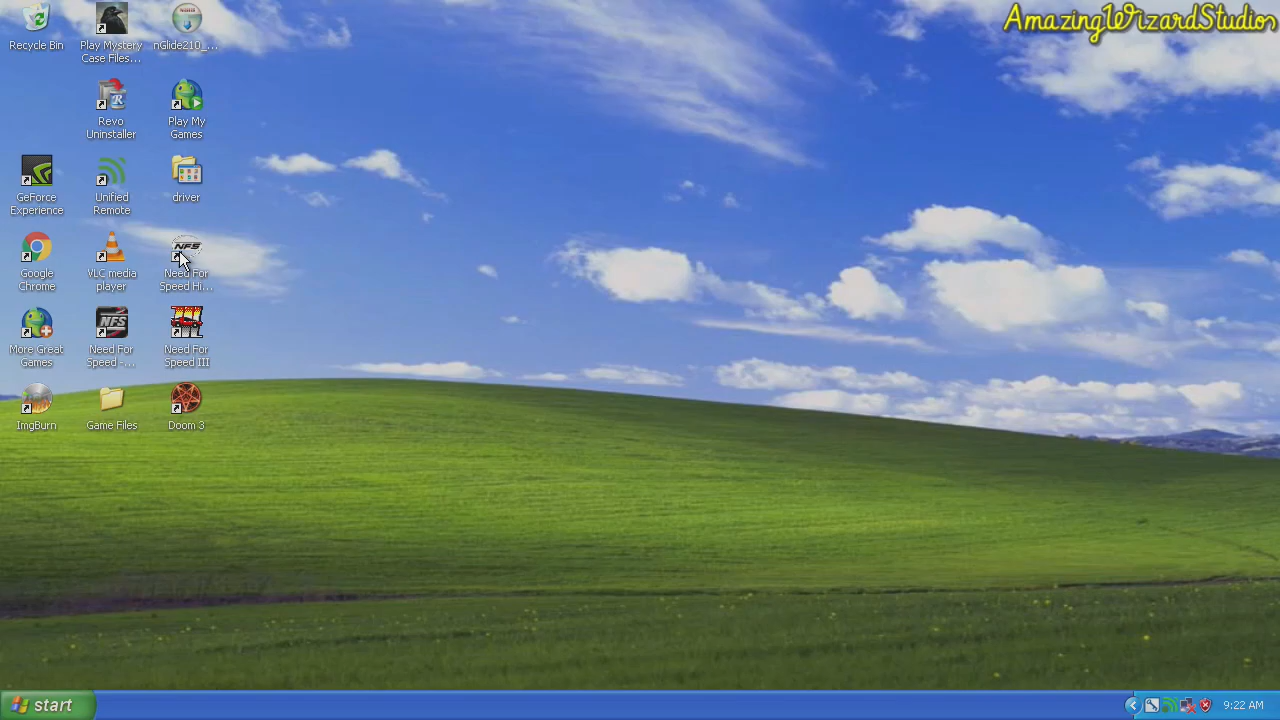 AmazingWizardStudios
Recycle Bin
Play Mystery
Case Files...
nGlide210_...
Revo
Uninstaller
Play My
Games
GeForce
Experience
Unified
Remote
driver
Google
Chrome
VLC media
player
NFS
Need For
Speed Hi...
More Great
Games
NFS
Need For
Speed -...
Need For
Speed III
ImgBurn
Game Files
Doom 3
start
9:22 AM